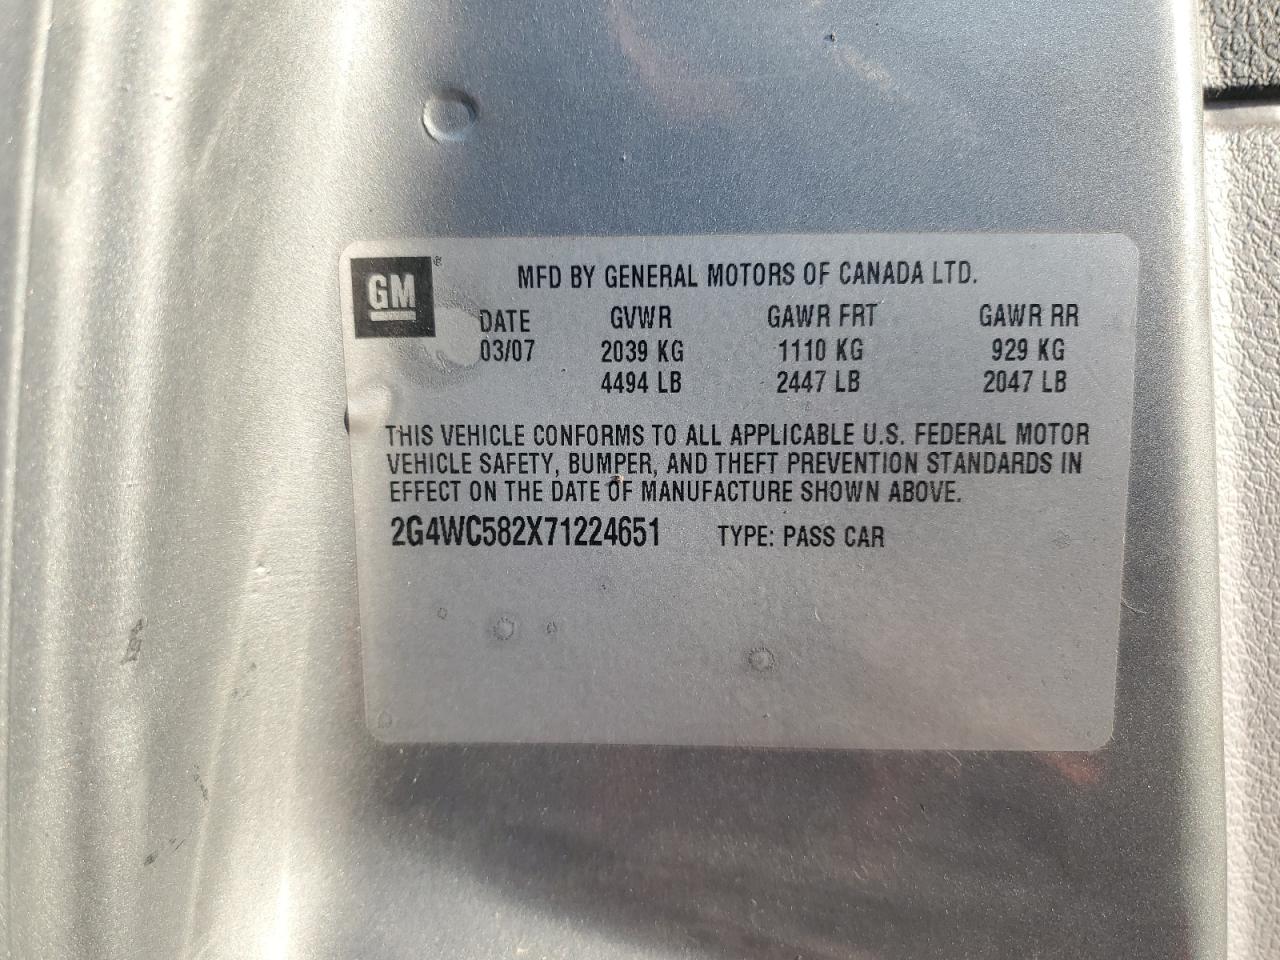 GM®
MFD BY GENERAL MOTORS OF CANADA LTD.
DATE GVWR GAWR FRT GAWR RR
03/07 2039 KG 1110 KG 929 KG
4494 LB 2447 LB 2047 LB
THIS VEHICLE CONFORMS TO ALL APPLICABLE U.S. FEDERAL MOTOR
VEHICLE SAFETY, BUMPER, AND THEFT PREVENTION STANDARDS IN
EFFECT ON THE DATE OF MANUFACTURE SHOWN ABOVE.
2G4WC582X71224651 TYPE: PASS CAR